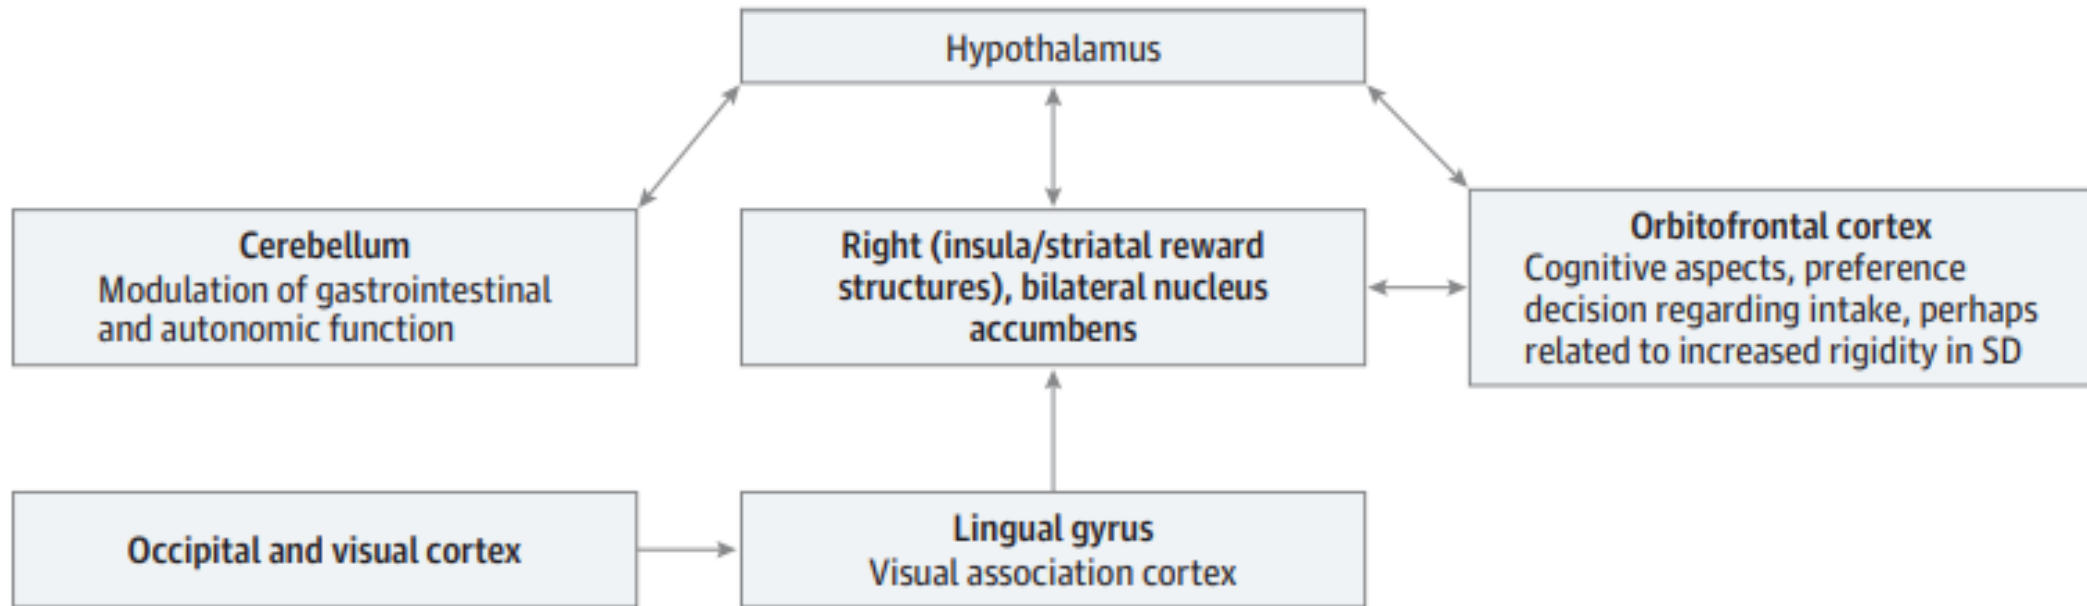 Hypothalamus
Cerebellum
Modulation of gastrointestinal
and autonomic function
Right (insula/striatal reward
structures), bilateral nucleus
accumbens
Orbitofrontal cortex
Cognitive aspects, preference
decision regarding intake, perhaps
related to increased rigidity in SD
Occipital and visual cortex
Lingual gyrus
Visual association cortex